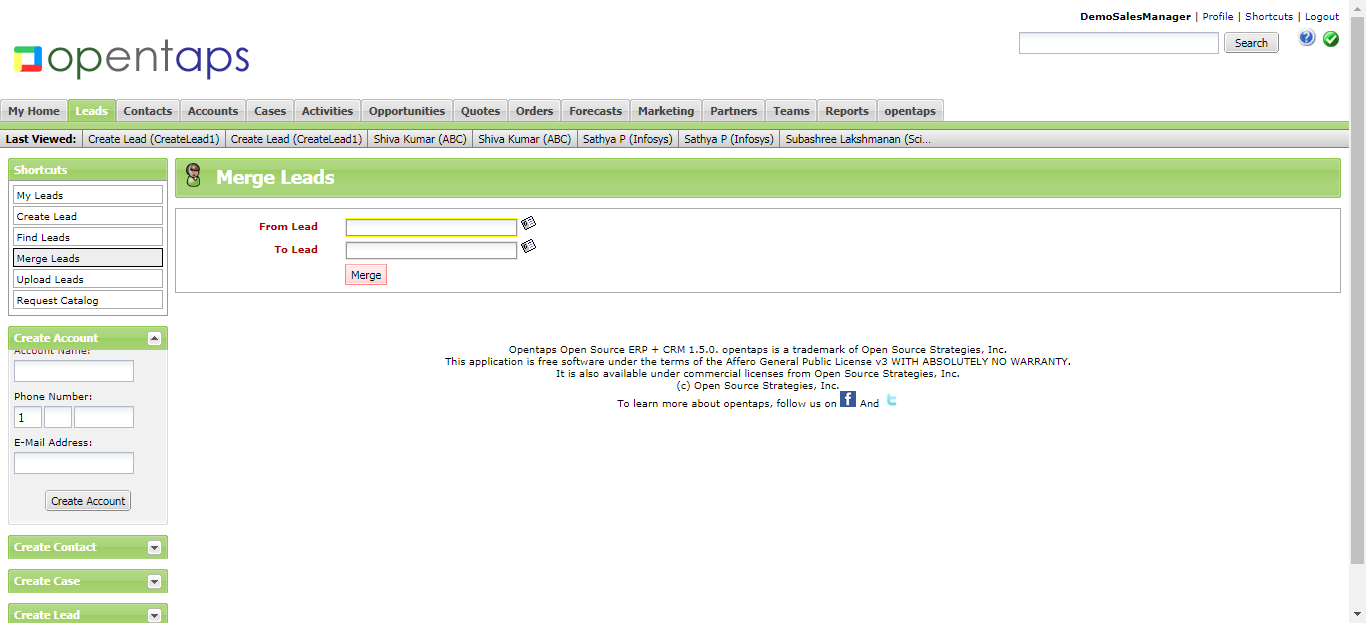 DemoSalesManager | Profile | Shortcuts | Logout
Search
opentaps
My Home Leads Contacts Accounts Cases Activities Opportunities Quotes Orders Forecasts Marketing Partners Teams Reports opentaps
Last Viewed: Create Lead (CreateLead1) Create Lead (CreateLead1) Shiva Kumar (ABC) Shiva Kumar (ABC) Sathya P (Infosys) Sathya P (Infosys) Subashree Lakshmanan (Sci...
Shortcuts
My Leads
Create Lead
Find Leads
Merge Leads
Upload Leads
Request Catalog
Create Account
Account Name:
Phone Number:
1
E-Mail Address:
Create Account
Create Contact
Create Case
Create Lead
Merge Leads
From Lead
To Lead
Merge
Opentaps Open Source ERP + CRM 1.5.0. opentaps is a trademark of Open Source Strategies, Inc.
This application is free software under the terms of the Affero General Public License v3 WITH ABSOLUTELY NO WARRANTY.
It is also available under commercial licenses from Open Source Strategies, Inc.
(c) Open Source Strategies, Inc.
To learn more about opentaps, follow us on f And t